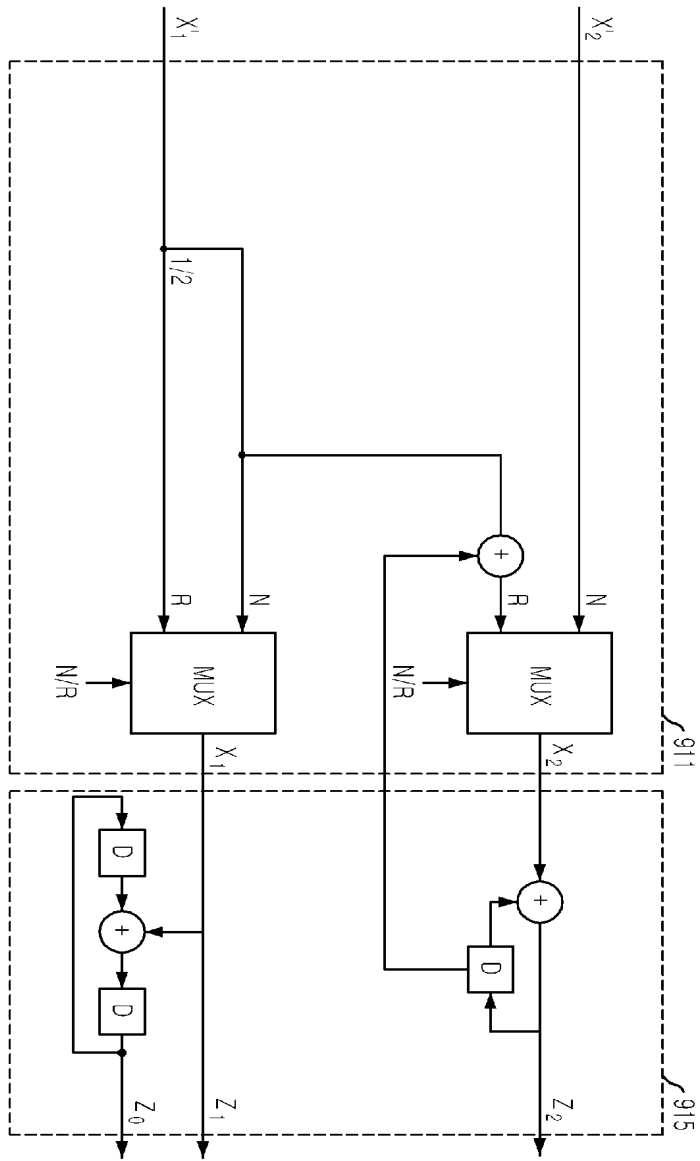 911
915
X'₂
N
X₂
Z₂
MUX
+
R
+
D
N/R
N
X₁
Z₁
MUX
X'₁
1/2
R
Z₀
D
+
D
N/R